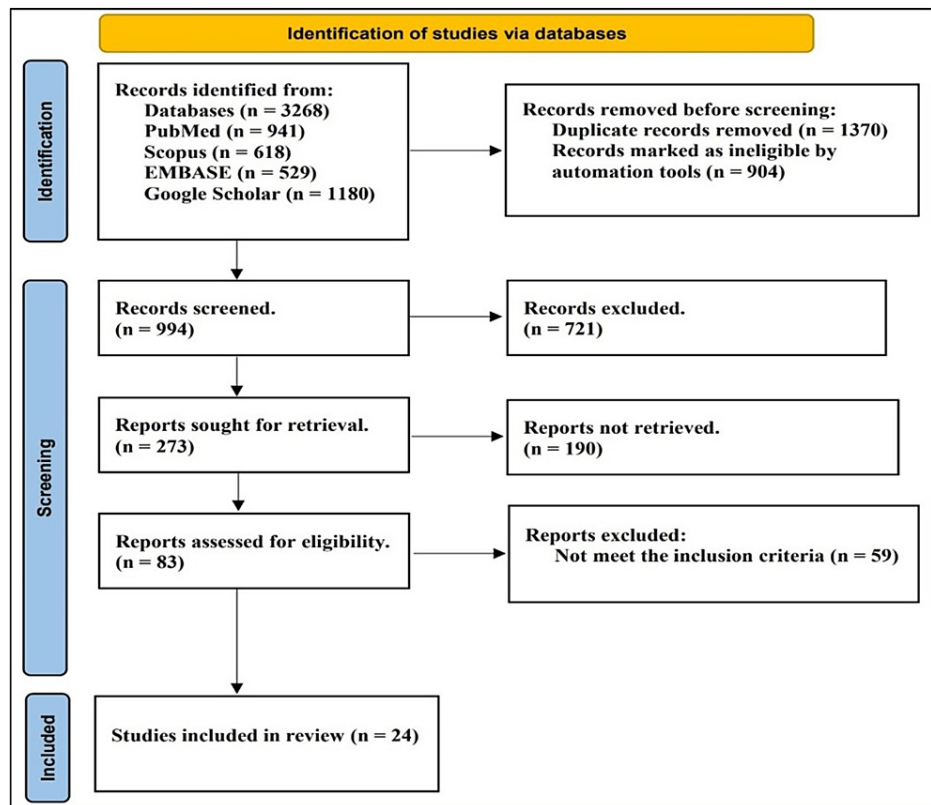 Identification of studies via databases
Identification
Records identified from:
Databases (n = 3268)
PubMed (n = 941)
Scopus (n = 618)
EMBASE (n = 529)
Google Scholar (n = 1180)
Records removed before screening:
Duplicate records removed (n = 1370)
Records marked as ineligible by
automation tools (n = 904)
Screening
Records screened.
(n = 994)
Records excluded.
(n = 721)
Reports sought for retrieval.
(n = 273)
Reports not retrieved.
(n = 190)
Reports assessed for eligibility.
(n = 83)
Reports excluded:
Not meet the inclusion criteria (n = 59)
Included
Studies included in review (n = 24)